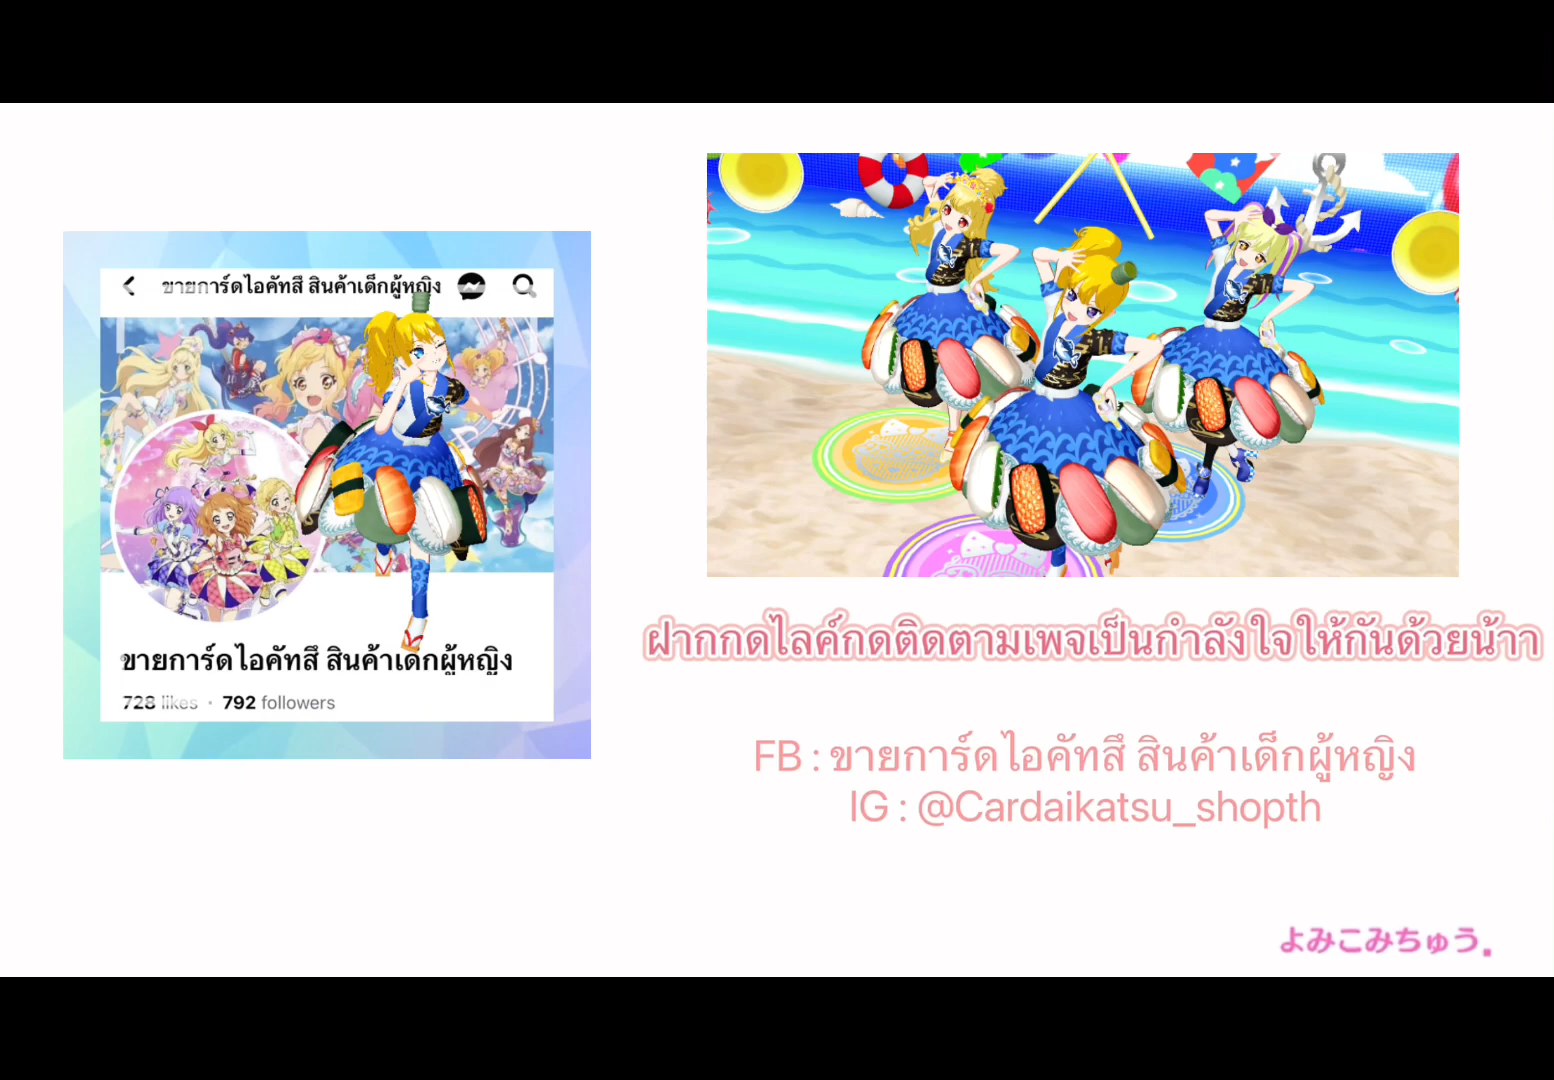 ขายการ์ดไอคัทสึ สินค้าเด็กผู้หญิง
ขายการ์ดไอคัทสึ สินค้าเด็กผู้หญิง
728 likes · 792 followers
ฝากกดไลค์กดติดตามเพจเป็นกำลังใจให้กันด้วยน้าา
FB : ขายการ์ดไอคัทสึ สินค้าเด็กผู้หญิง
IG : @Cardaikatsu_shopth
よみこみちゅう.